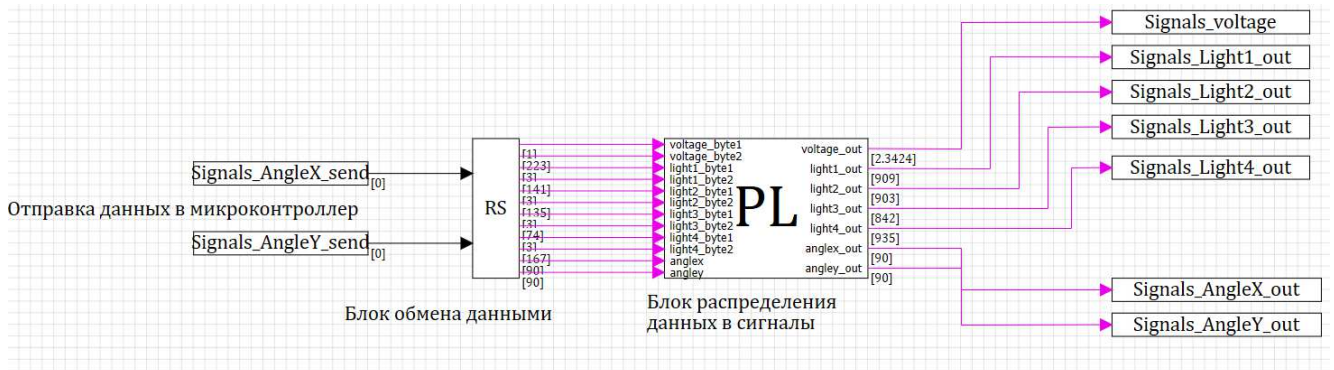 Signals_AngleX_send
[0]
Отправка данных в микроконтроллер
Signals_AngleY_send
[0]
RS
[1]
[223]
[3]
[141]
[3]
[135]
[3]
[74]
[3]
[167]
[90]
[90]
Блок обмена данными
voltage_byte1
voltage_byte2
light1_byte1
light1_byte2
light2_byte1
light2_byte2
light3_byte1
light3_byte2
light4_byte1
light4_byte2
anglex
angley
PL
voltage_out
light1_out
light2_out
light3_out
light4_out
anglex_out
angley_out
[2.3424]
[909]
[903]
[842]
[935]
[90]
[90]
Блок распределения
данных в сигналы
Signals_voltage
Signals_Light1_out
Signals_Light2_out
Signals_Light3_out
Signals_Light4_out
Signals_AngleX_out
Signals_AngleY_out